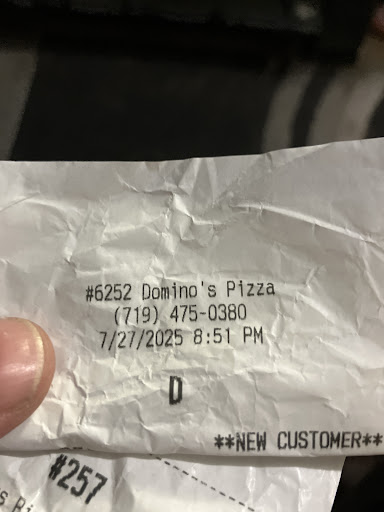 #6252 Domino's Pizza
(719) 475-0380
7/27/2025 8:51 PM
D
**NEW CUSTOMER**
#257